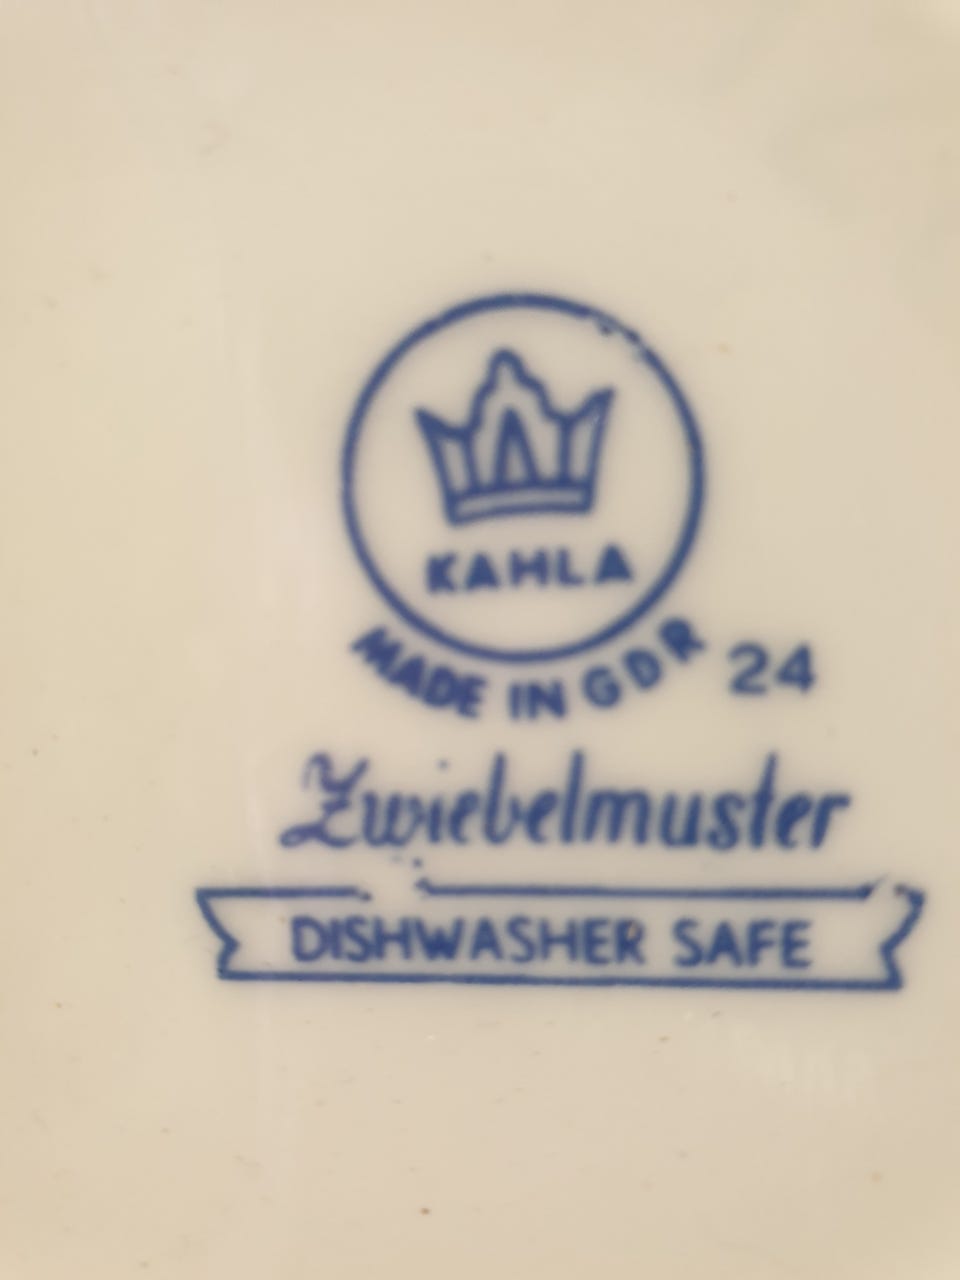 KAHLA
MADE IN GDR 24
Zwiebelmuster
DISHWASHER SAFE